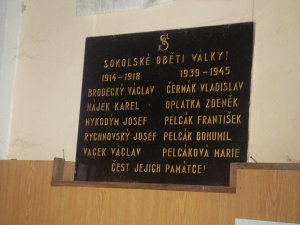 SOKOLSKÉ OBĚTI VÁLKY!
1914-1918 1939-1945
BRODECKÝ VÁCLAV ČERMÁK VLADISLAV
HÁJEK KAREL OPLATKA ZDENĚK
NYKODÝM JOSEF PELCÁK FRANTIŠEK
RYCHNOVSKÝ JOSEF PELCÁK BOHUMIL
VACEK VÁCLAV PELCÁKOVÁ MARIE
ČEST JEJICH PAMÁTCE!